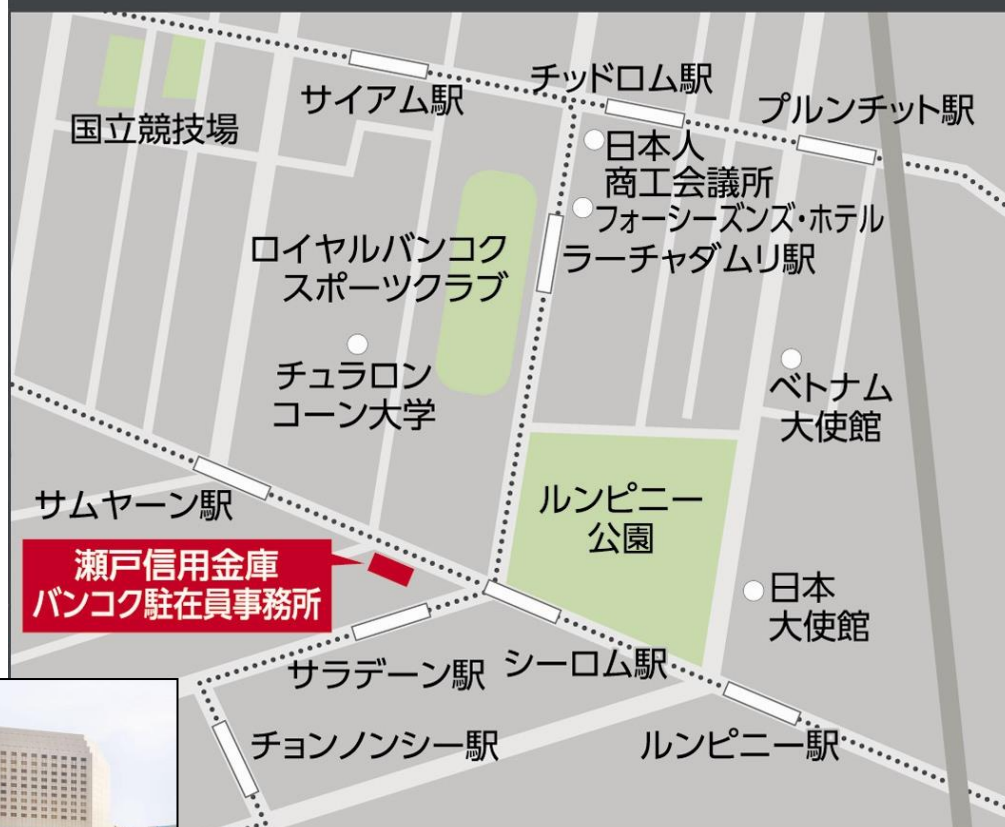 サイアム駅
チッドロム駅
プルンチット駅
国立競技場
日本人
商工会議所
フォーシーズンズ・ホテル
ラーチャダムリ駅
ロイヤルバンコク
スポーツクラブ
チュラロン
コーン大学
ベトナム
大使館
サムヤーン駅
ルンピニー
公園
瀬戸信用金庫
バンコク駐在員事務所
日本
大使館
サラデーン駅
シーロム駅
チョンノンシー駅
ルンピニー駅